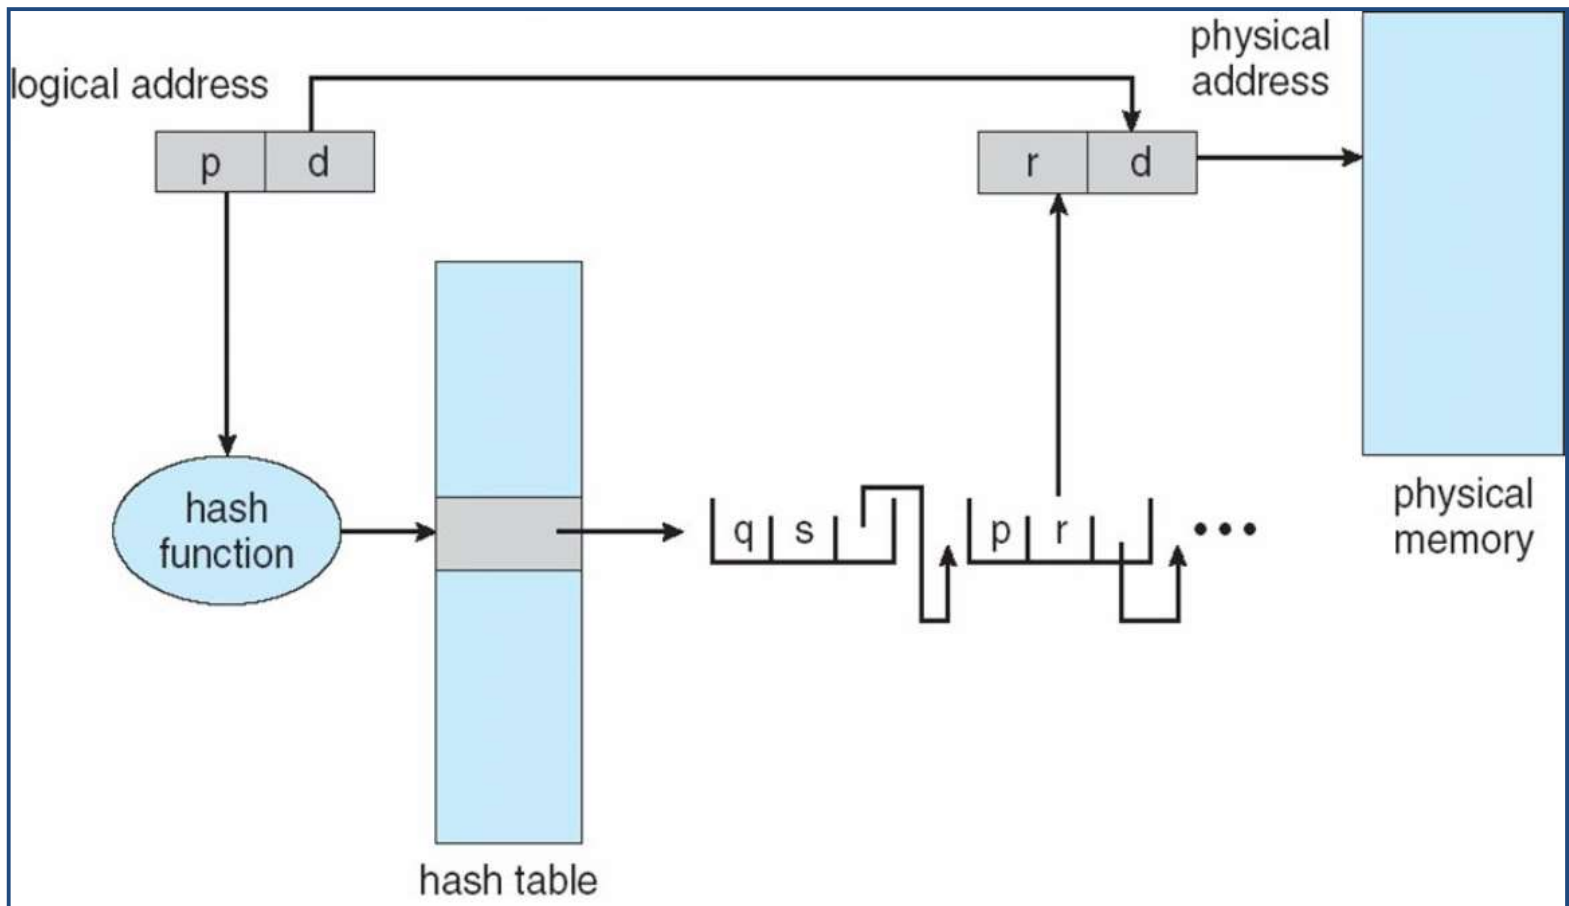 logical address
physical
address
p d
r d
hash
function
q s
p r
•••
physical
memory
hash table